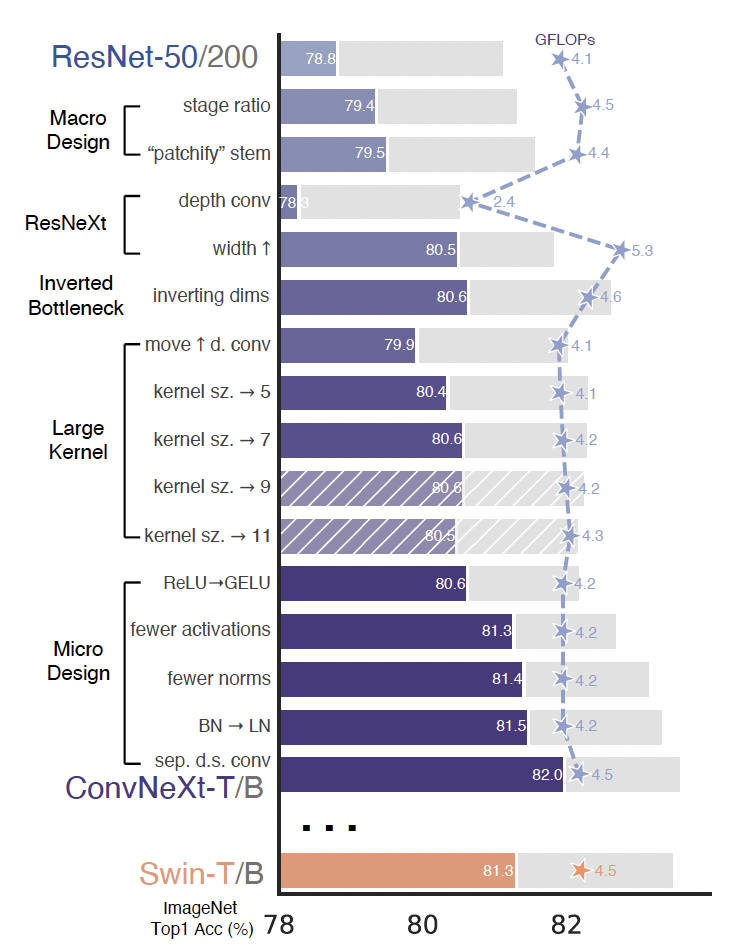 GFLOPs
ResNet-50/200 78.8 4.1
Macro
Design
stage ratio 79.4 4.5
“patchify” stem 79.5 4.4
ResNeXt
depth conv 78.3 2.4
width ↑ 80.5 5.3
Inverted
Bottleneck
inverting dims 80.6 4.6
Large
Kernel
move ↑ d. conv 79.9 4.1
kernel sz. → 5 80.4 4.1
kernel sz. → 7 80.6 4.2
kernel sz. → 9 80.6 4.2
kernel sz. → 11 80.5 4.3
Micro
Design
ReLU→GELU 80.6 4.2
fewer activations 81.3 4.2
fewer norms 81.4 4.2
BN → LN 81.5 4.2
sep. d.s. conv
ConvNeXt-T/B 82.0 4.5
...
Swin-T/B 81.3 4.5
ImageNet
Top1 Acc (%) 78 80 82